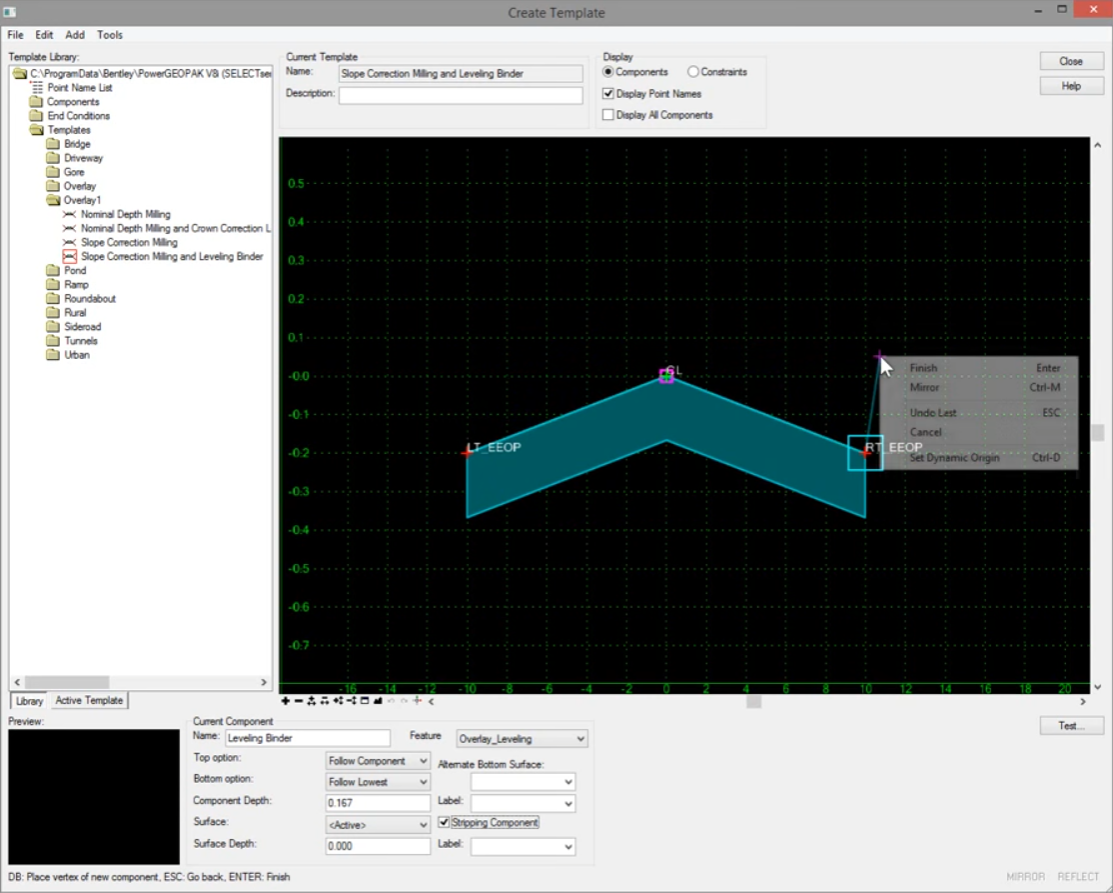 Create Template
File Edit Add Tools
Template Library:
C:\ProgramData\Bentley\PowerGEOPAK V8i (SELECTse
Point Name List
Components
End Conditions
Templates
Bridge
Driveway
Gore
Overlay
Overlay1
Nominal Depth Milling
Nominal Depth Milling and Crown Correction L
Slope Correction Milling
Slope Correction Milling and Leveling Binder
Pond
Ramp
Roundabout
Rural
Sideroad
Tunnels
Urban
Library Active Template
Current Template
Name: Slope Correction Milling and Leveling Binder
Description:
Display
Components Constraints
Display Point Names
Display All Components
Close
Help
0.5
0.4
0.3
0.2
0.1
-0.0
-0.1
-0.2
-0.3
-0.4
-0.5
-0.6
-0.7
-16 -14 -12 -10 -8 -6 -4 -2 0 2 4 6 8 10 12 14 16 18 20
CL
LT_EEOP
RT_EEOP
Finish Enter
Mirror Ctrl-M
Undo Last ESC
Cancel
Set Dynamic Origin Ctrl-D
Preview:
Current Component
Name: Leveling Binder Feature Overlay_Leveling
Top option: Follow Component Alternate Bottom Surface:
Bottom option: Follow Lowest
Component Depth: 0.167 Label:
Surface: <Active> Stripping Component
Surface Depth: 0.000 Label:
Test...
DB: Place vertex of new component, ESC: Go back, ENTER: Finish
MIRROR REFLECT